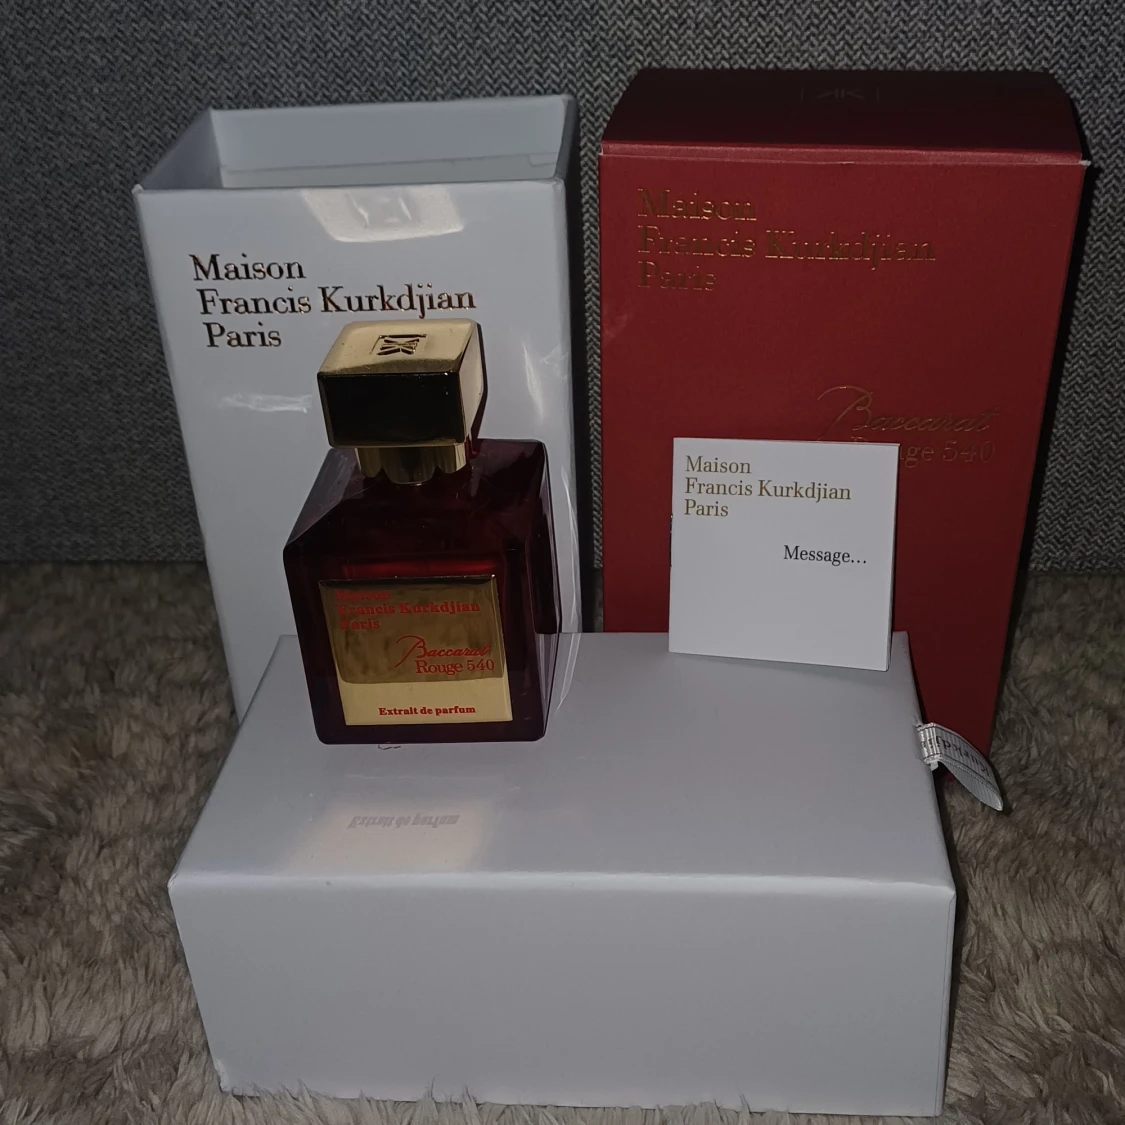 Maison
Francis Kurkdjian
Paris
Maison
Francis Kurkdjian
Paris
Baccarat
Rouge 540
Maison
Francis Kurkdjian
Paris
Message...
Maison
Francis Kurkdjian
Paris
Baccarat
Rouge 540
Extrait de parfum